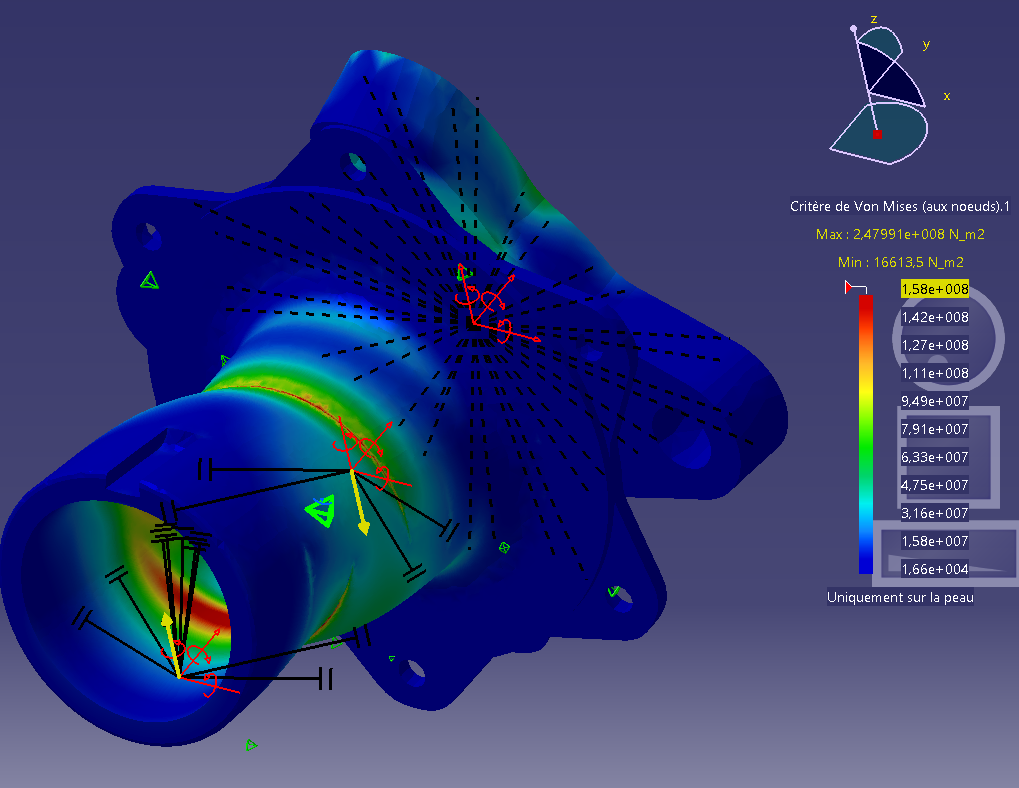 z
y
x
Critère de Von Mises (aux noeuds).1
Max : 2,47991e+008 N_m2
Min : 16613,5 N_m2
1,58e+008
1,42e+008
1,27e+008
1,11e+008
9,49e+007
7,91e+007
6,33e+007
4,75e+007
3,16e+007
1,58e+007
1,66e+004
Uniquement sur la peau